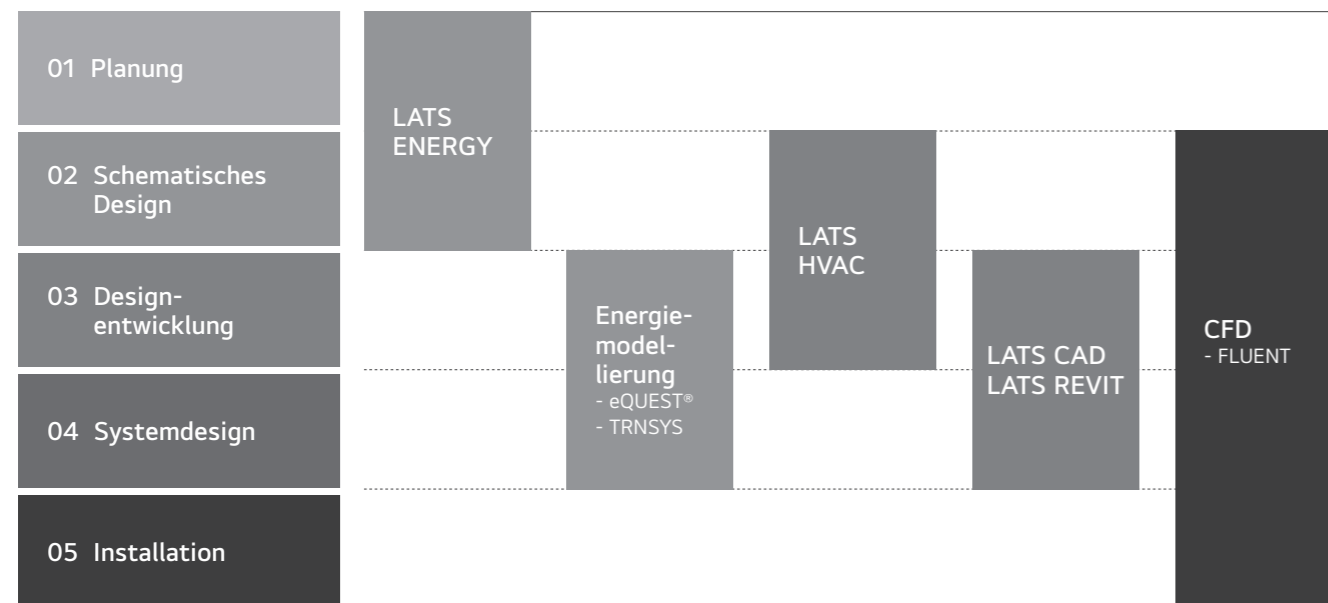 01 Planung
02 Schematisches
Design
03 Design-
entwicklung
04 Systemdesign
05 Installation
LATS
ENERGY
Energie-
model-
lierung
- eQUEST®
- TRNSYS
LATS
HVAC
LATS CAD
LATS REVIT
CFD
- FLUENT